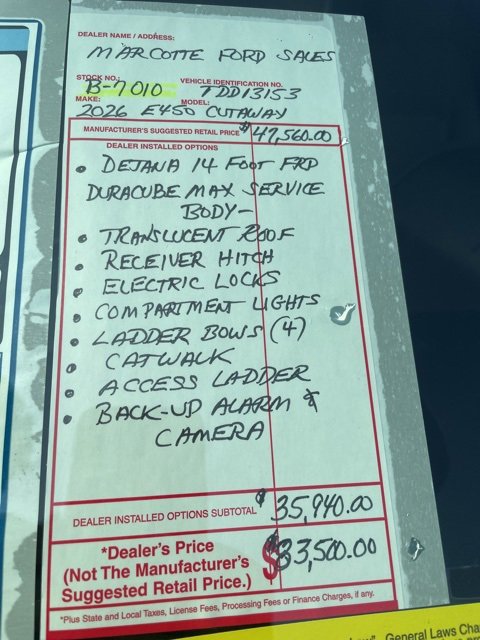 DEALER NAME / ADDRESS:
MARCOTTE FORD SALES
STOCK NO.: VEHICLE IDENTIFICATION NO.
B-7010 TDD13153
MAKE: MODEL:
2026 E450 CUTAWAY
MANUFACTURER'S SUGGESTED RETAIL PRICE $47,560.00
DEALER INSTALLED OPTIONS
• DEJANA 14 FOOT FRP
DURACUBE MAX SERVICE
BODY-
• TRANSLUCENT ROOF
• RECEIVER HITCH
• ELECTRIC LOCKS
• COMPARTMENT LIGHTS
• LADDER BOWS (4)
• CATWALK
• ACCESS LADDER
• BACK-UP ALARM &
CAMERA
DEALER INSTALLED OPTIONS SUBTOTAL $35,940.00
*Dealer's Price
(Not The Manufacturer's
Suggested Retail Price.) $83,500.00
*Plus State and Local Taxes, License Fees, Processing Fees or Finance Charges, if any.
General Laws Cha